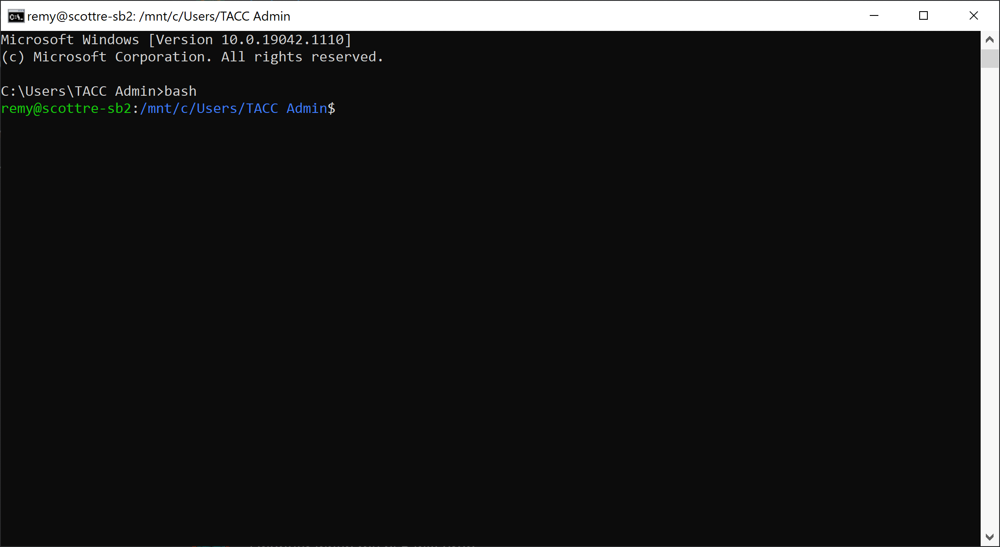 remy@scottre-sb2: /mnt/c/Users/TACC Admin
Microsoft Windows [Version 10.0.19042.1110]
(c) Microsoft Corporation. All rights reserved.
C:\Users\TACC Admin>bash
remy@scottre-sb2:/mnt/c/Users/TACC Admin$